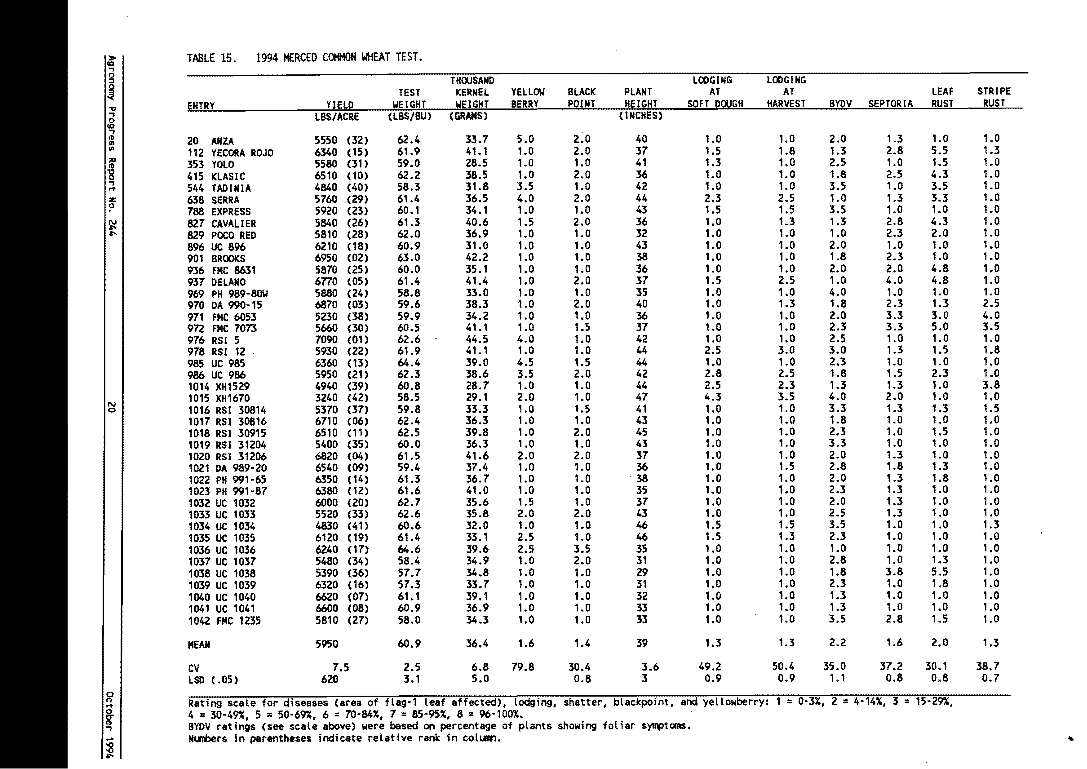 Agronomy Progress Report No. 244
20
October 1994
TABLE 15. 1994 MERCED COMMON WHEAT TEST.
THOUSAND LODGING LODGING
TEST KERNEL YELLOW BLACK PLANT AT AT LEAF STRIPE
ENTRY YIELD WEIGHT WEIGHT BERRY POINT HEIGHT SOFT DOUGH HARVEST BYDV SEPTORIA RUST RUST
LBS/ACRE (LBS/BU) (GRAMS) (INCHES)
20 ANZA 5550 (32) 62.4 33.7 5.0 2.0 40 1.0 1.0 2.0 1.3 1.0 1.0
112 YECORA ROJO 6340 (15) 61.9 41.1 1.0 2.0 37 1.5 1.8 1.3 2.8 5.5 1.3
353 YOLO 5580 (31) 59.0 28.5 1.0 1.0 41 1.3 1.0 2.5 1.0 1.5 1.0
415 KLASIC 6510 (10) 62.2 38.5 1.0 2.0 36 1.0 1.0 1.8 2.5 4.3 1.0
544 TADINIA 4840 (40) 58.3 31.8 3.5 1.0 42 1.0 1.0 3.5 1.0 3.5 1.0
638 SERRA 5760 (29) 61.4 36.5 4.0 2.0 44 2.3 2.5 1.0 1.3 3.3 1.0
788 EXPRESS 5920 (23) 60.1 34.1 1.0 1.0 43 1.5 1.5 3.5 1.0 1.0 1.0
827 CAVALIER 5840 (26) 61.3 40.6 1.5 2.0 36 1.0 1.3 1.3 2.8 4.3 1.0
829 POCO RED 5810 (28) 62.0 36.9 1.0 1.0 32 1.0 1.0 1.0 2.3 2.0 1.0
896 UC 896 6210 (18) 60.9 31.0 1.0 1.0 43 1.0 1.0 2.0 1.0 1.0 1.0
901 BROOKS 6950 (02) 63.0 42.2 1.0 1.0 38 1.0 1.0 1.8 2.3 1.0 1.0
936 FMC 8631 5870 (25) 60.0 35.1 1.0 1.0 36 1.0 1.0 2.0 2.0 4.8 1.0
937 DELANO 6770 (05) 61.4 41.4 1.0 2.0 37 1.5 2.5 1.0 4.0 4.8 1.0
969 PH 989-80W 5880 (24) 58.8 33.0 1.0 1.0 35 1.0 1.0 4.0 1.0 1.0 1.0
970 DA 990-15 6870 (03) 59.6 38.3 1.0 2.0 40 1.0 1.3 1.8 2.3 1.3 2.5
971 FMC 6053 5230 (38) 59.9 34.2 1.0 1.0 36 1.0 1.0 2.0 3.3 3.0 4.0
972 FMC 7073 5660 (30) 60.5 41.1 1.0 1.5 37 1.0 1.0 2.3 3.3 5.0 3.5
976 RSI 5 7090 (01) 62.6 44.5 4.0 1.0 42 1.0 1.0 2.5 1.0 1.0 1.0
978 RSI 12 5930 (22) 61.9 41.1 1.0 1.0 44 2.5 3.0 3.0 1.3 1.5 1.8
985 UC 985 6360 (13) 64.4 39.0 4.5 1.5 44 1.0 1.0 2.3 1.0 1.0 1.0
986 UC 986 5950 (21) 62.3 38.6 3.5 2.0 42 2.8 2.5 1.8 1.5 2.3 1.0
1014 XH1529 4940 (39) 60.8 28.7 1.0 1.0 44 2.5 2.3 1.3 1.3 1.0 3.8
1015 XH1670 3240 (42) 58.5 29.1 2.0 1.0 47 4.3 3.5 4.0 2.0 1.0 1.0
1016 RSI 30814 5370 (37) 59.8 33.3 1.0 1.5 41 1.0 1.0 3.3 1.3 1.3 1.5
1017 RSI 30816 6710 (06) 62.4 36.3 1.0 1.0 43 1.0 1.0 1.8 1.0 1.0 1.0
1018 RSI 30915 6510 (11) 62.5 39.8 1.0 2.0 45 1.0 1.0 2.3 1.0 1.5 1.0
1019 RSI 31204 5400 (35) 60.0 36.3 1.0 1.0 43 1.0 1.0 3.3 1.0 1.0 1.0
1020 RSI 31206 6820 (04) 61.5 41.6 2.0 2.0 37 1.0 1.0 2.0 1.3 1.0 1.0
1021 DA 989-20 6540 (09) 59.4 37.4 1.0 1.0 36 1.0 1.5 2.8 1.8 1.3 1.0
1022 PH 991-65 6350 (14) 61.3 36.7 1.0 1.0 38 1.0 1.0 2.0 1.3 1.8 1.0
1023 PH 991-87 6380 (12) 61.6 41.0 1.0 1.0 35 1.0 1.0 2.3 1.3 1.0 1.0
1032 UC 1032 6000 (20) 62.7 35.6 1.5 1.0 37 1.0 1.0 2.0 1.3 1.0 1.0
1033 UC 1033 5520 (33) 62.6 35.8 2.0 2.0 43 1.0 1.0 2.5 1.3 1.0 1.0
1034 UC 1034 4830 (41) 60.6 32.0 1.0 1.0 46 1.5 1.5 3.5 1.0 1.0 1.3
1035 UC 1035 6120 (19) 61.4 33.1 2.5 1.0 46 1.5 1.3 2.3 1.0 1.0 1.0
1036 UC 1036 6240 (17) 64.6 39.6 2.5 3.5 35 1.0 1.0 1.0 1.0 1.0 1.0
1037 UC 1037 5480 (34) 58.4 34.9 1.0 2.0 31 1.0 1.0 2.8 1.0 1.3 1.0
1038 UC 1038 5390 (36) 57.7 34.8 1.0 1.0 29 1.0 1.0 1.8 3.8 5.5 1.0
1039 UC 1039 6320 (16) 57.3 33.7 1.0 1.0 31 1.0 1.0 2.3 1.0 1.8 1.0
1040 UC 1040 6620 (07) 61.1 39.1 1.0 1.0 32 1.0 1.0 1.3 1.0 1.0 1.0
1041 UC 1041 6600 (08) 60.9 36.9 1.0 1.0 33 1.0 1.0 1.3 1.0 1.0 1.0
1042 FMC 1235 5810 (27) 58.0 34.3 1.0 1.0 33 1.0 1.0 3.5 2.8 1.5 1.0
MEAN 5950 60.9 36.4 1.6 1.4 39 1.3 1.3 2.2 1.6 2.0 1.3
CV 7.5 2.5 6.8 79.8 30.4 3.6 49.2 50.4 35.0 37.2 30.1 38.7
LSD (.05) 620 3.1 5.0 0.8 3 0.9 0.9 1.1 0.8 0.8 0.7
Rating scale for diseases (area of flag-1 leaf affected), lodging, shatter, blackpoint, and yellowberry: 1 = 0-3%, 2 = 4-14%, 3 = 15-29%,
4 = 30-49%, 5 = 50-69%, 6 = 70-84%, 7 = 85-95%, 8 = 96-100%.
BYDV ratings (see scale above) were based on percentage of plants showing foliar symptoms.
Numbers in parentheses indicate relative rank in column.